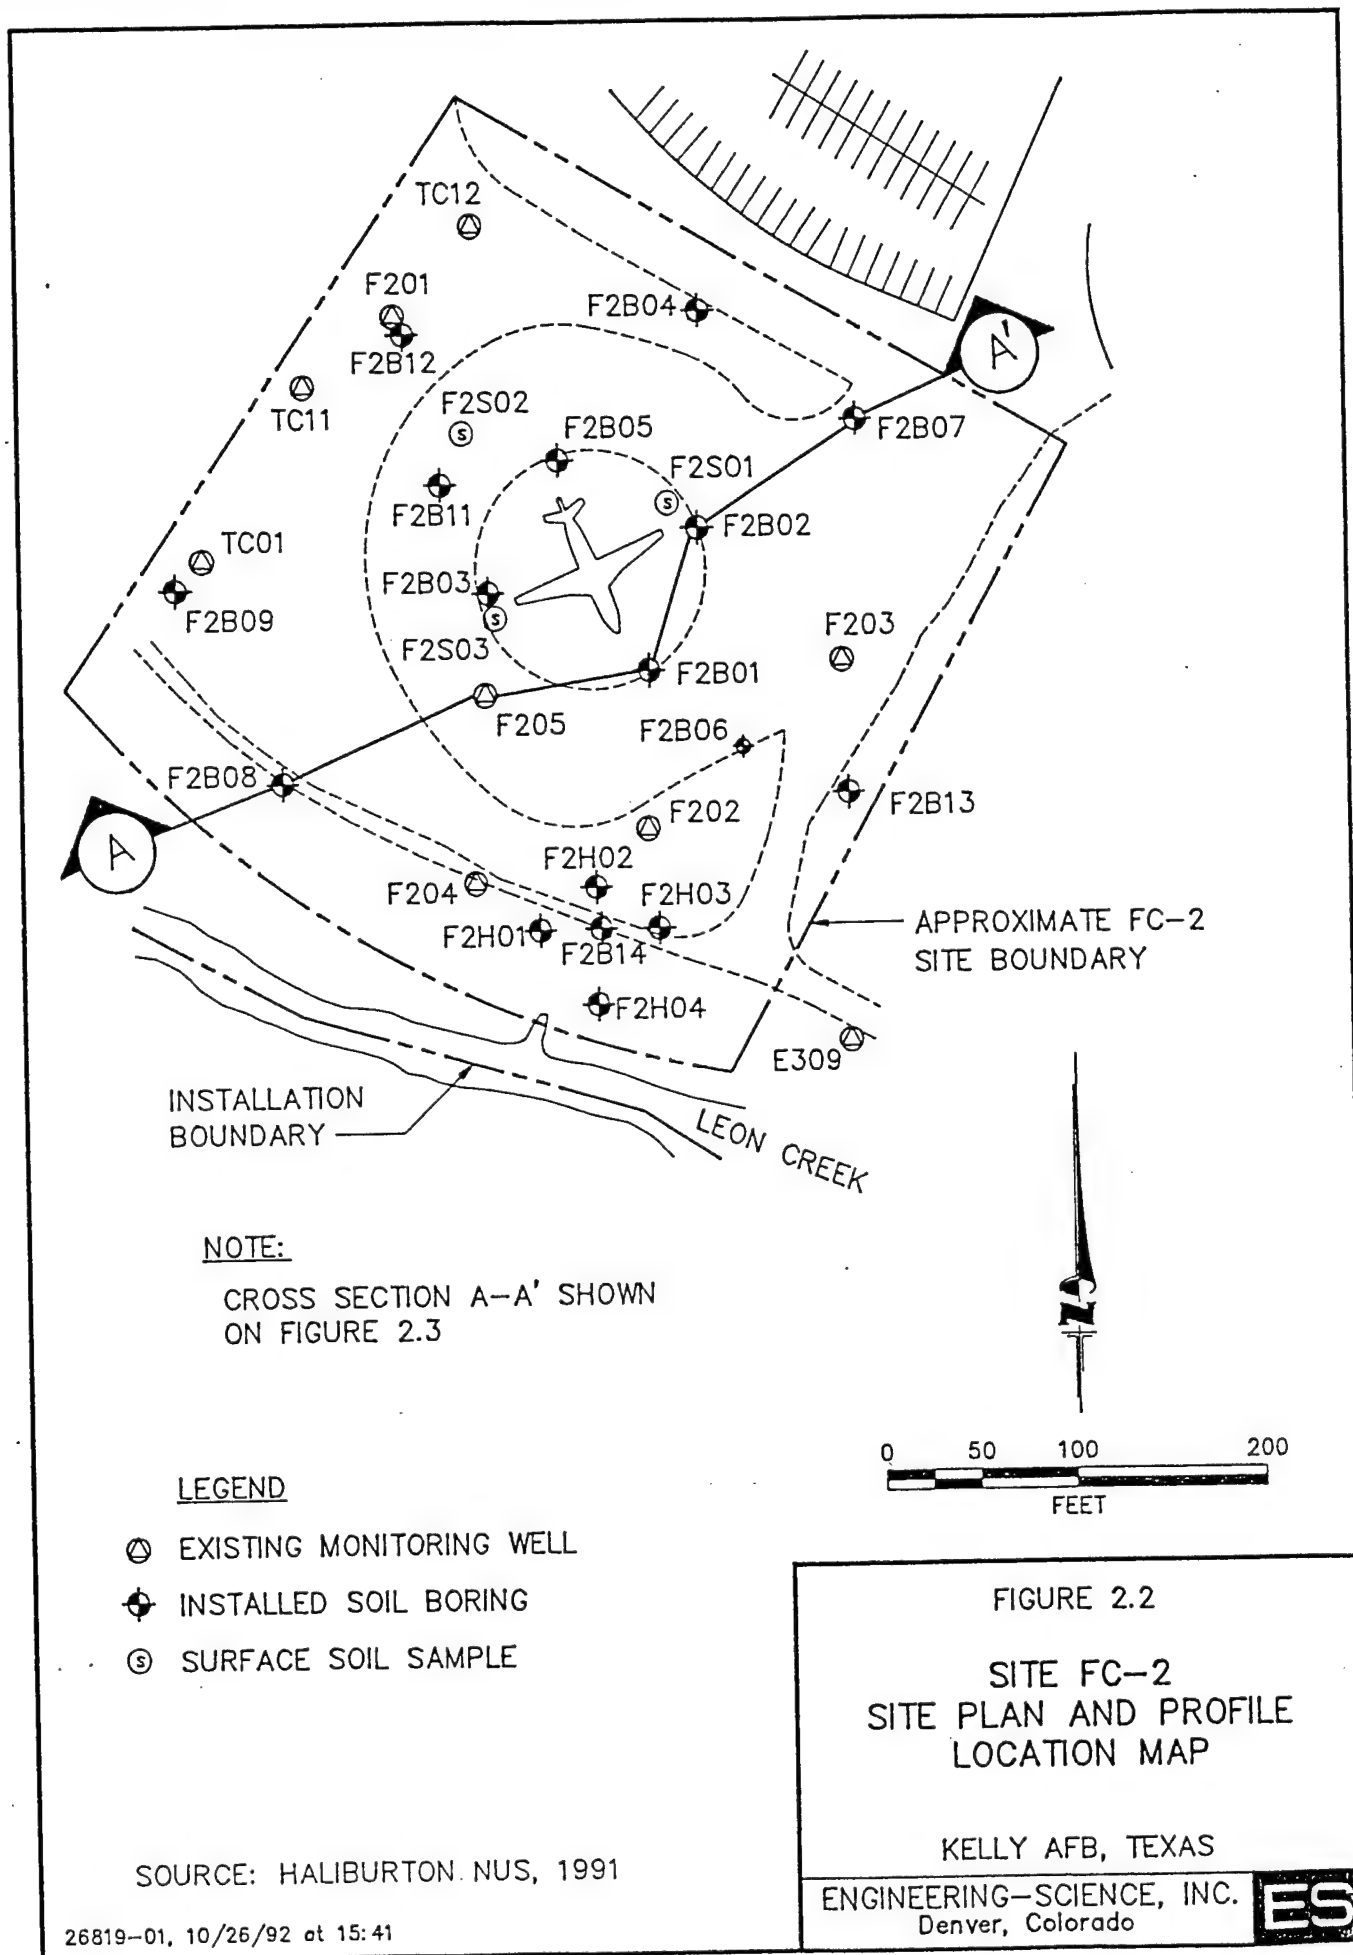 TC12
F201
F2B04
F2B12
A'
TC11
F2S02
F2B05
F2B07
F2S01
F2B11
F2B02
TC01
F2B03
F2B09
F203
F2S03
F2B01
F205
F2B06
F2B08
F2B13
F202
A
F2H02
F204
F2H03
APPROXIMATE FC-2
SITE BOUNDARY
F2H01
F2B14
F2H04
E309
INSTALLATION
BOUNDARY
LEON CREEK
NOTE:
CROSS SECTION A-A' SHOWN
ON FIGURE 2.3
N
0 50 100 200
FEET
LEGEND
EXISTING MONITORING WELL
INSTALLED SOIL BORING
S SURFACE SOIL SAMPLE
FIGURE 2.2
SITE FC-2
SITE PLAN AND PROFILE
LOCATION MAP
KELLY AFB, TEXAS
SOURCE: HALIBURTON NUS, 1991
ENGINEERING-SCIENCE, INC.
Denver, Colorado
ES
26819-01, 10/26/92 at 15:41